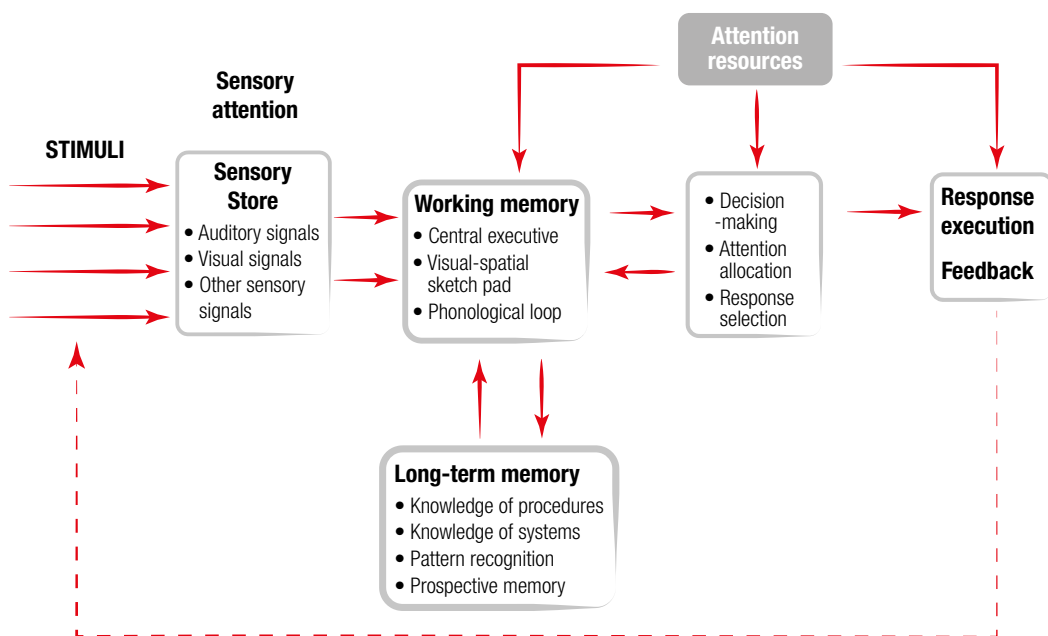 Attention
resources
Sensory
attention
STIMULI
Sensory
Store
• Auditory signals
• Visual signals
• Other sensory
signals
Working memory
• Central executive
• Visual-spatial
sketch pad
• Phonological loop
• Decision
-making
• Attention
allocation
• Response
selection
Response
execution
Feedback
Long-term memory
• Knowledge of procedures
• Knowledge of systems
• Pattern recognition
• Prospective memory